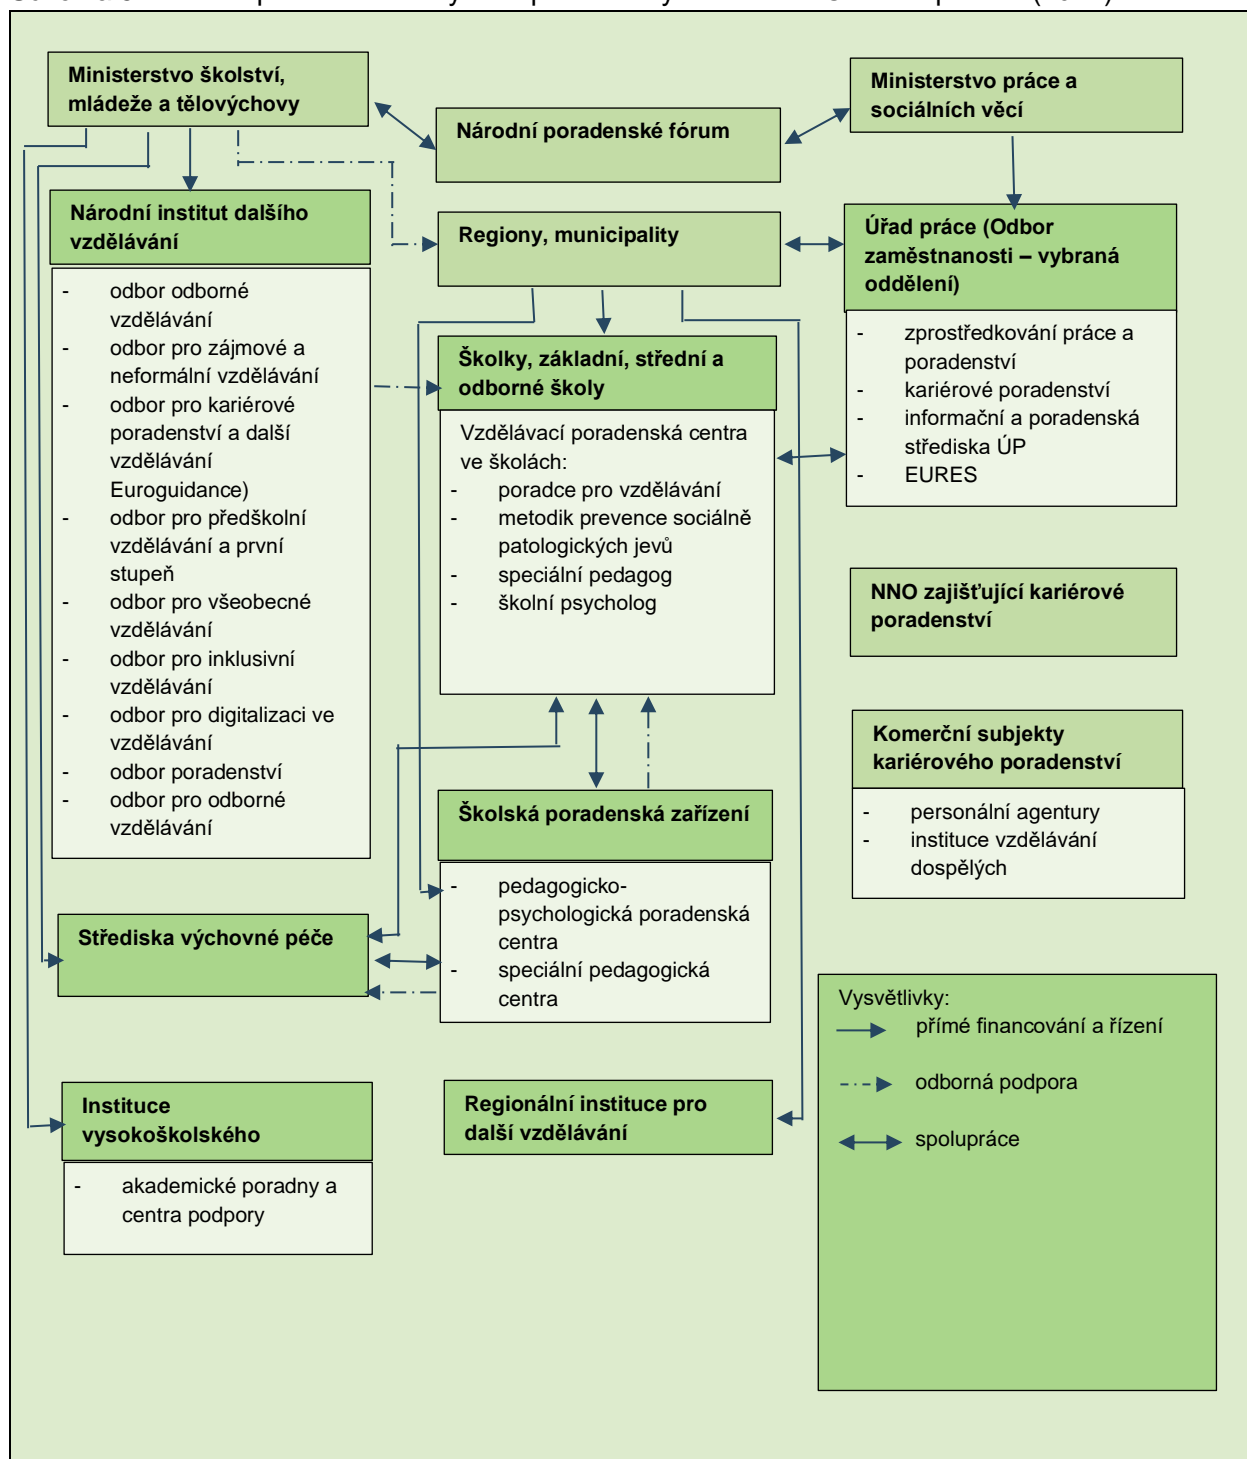 Ministerstvo školství,
mládeže a tělovýchovy
Národní poradenské fórum
Ministerstvo práce a
sociálních věcí
Národní institut dalšího
vzdělávání
- odbor odborné
vzdělávání
- odbor pro zájmové a
neformální vzdělávání
- odbor pro kariérové
poradenství a další
vzdělávání
Euroguidance)
- odbor pro předškolní
vzdělávání a první
stupeň
- odbor pro všeobecné
vzdělávání
- odbor pro inklusivní
vzdělávání
- odbor pro digitalizaci ve
vzdělávání
- odbor poradenství
- odbor pro odborné
vzdělávání
Regiony, municipality
Úřad práce (Odbor
zaměstnanosti – vybraná
oddělení)
- zprostředkování práce a
poradenství
- kariérové poradenství
- informační a poradenská
střediska ÚP
- EURES
Školky, základní, střední a
odborné školy
Vzdělávací poradenská centra
ve školách:
- poradce pro vzdělávání
- metodik prevence sociálně
patologických jevů
- speciální pedagog
- školní psycholog
NNO zajišťující kariérové
poradenství
Komerční subjekty
kariérového poradenství
- personální agentury
- instituce vzdělávání
dospělých
Školská poradenská zařízení
- pedagogicko-
psychologická poradenská
centra
- speciální pedagogická
centra
Střediska výchovné péče
Instituce
vysokoškolského
- akademické poradny a
centra podpory
Regionální instituce pro
další vzdělávání
Vysvětlivky:
přímé financování a řízení
odborná podpora
spolupráce